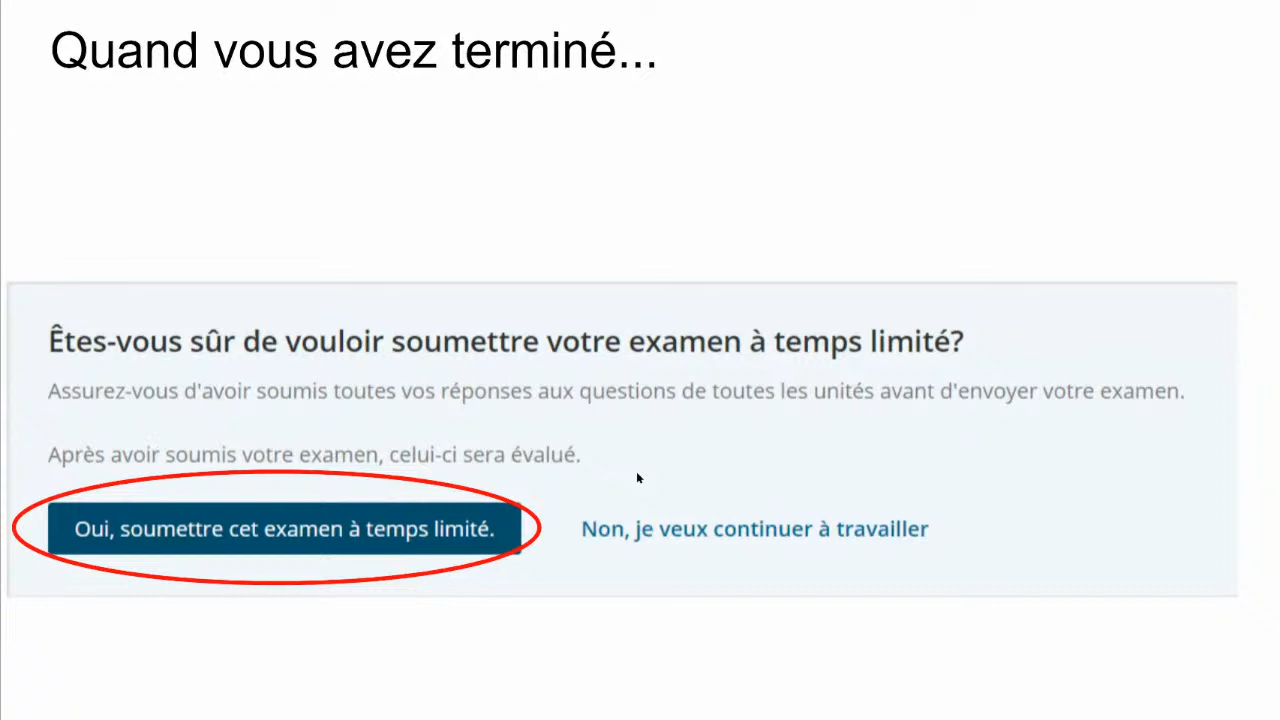 Quand vous avez terminé...
Êtes-vous sûr de vouloir soumettre votre examen à temps limité?
Assurez-vous d'avoir soumis toutes vos réponses aux questions de toutes les unités avant d'envoyer votre examen.
Après avoir soumis votre examen, celui-ci sera évalué.
Oui, soumettre cet examen à temps limité.
Non, je veux continuer à travailler